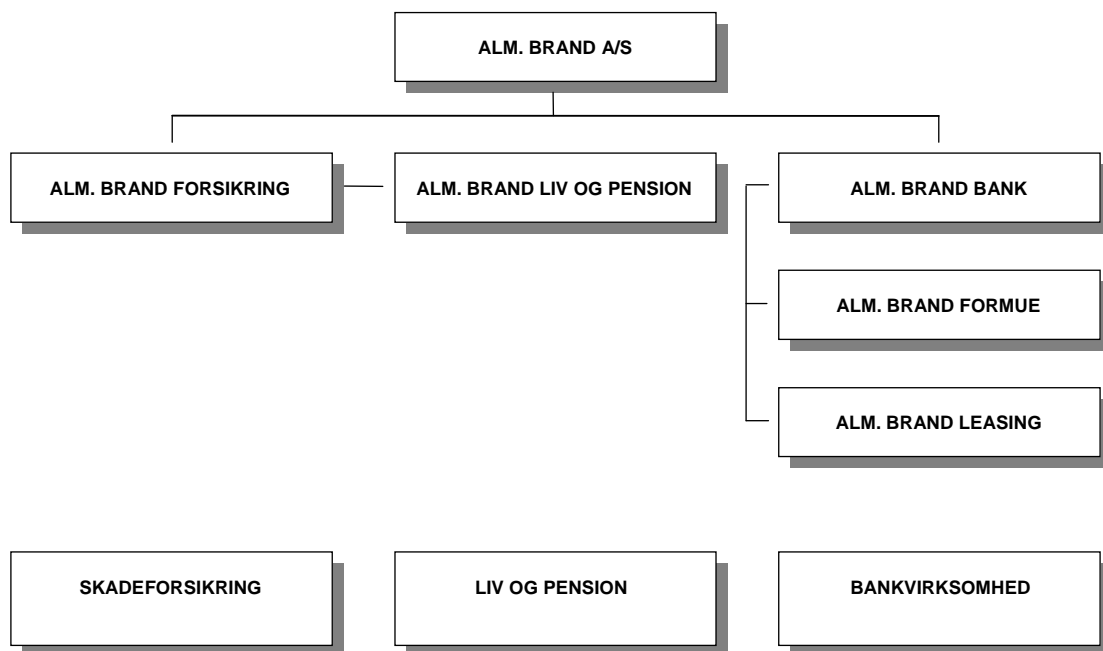 ALM. BRAND A/S
ALM. BRAND FORSIKRING
ALM. BRAND LIV OG PENSION
ALM. BRAND BANK
ALM. BRAND FORMUE
ALM. BRAND LEASING
SKADEFORSIKRING
LIV OG PENSION
BANKVIRKSOMHED